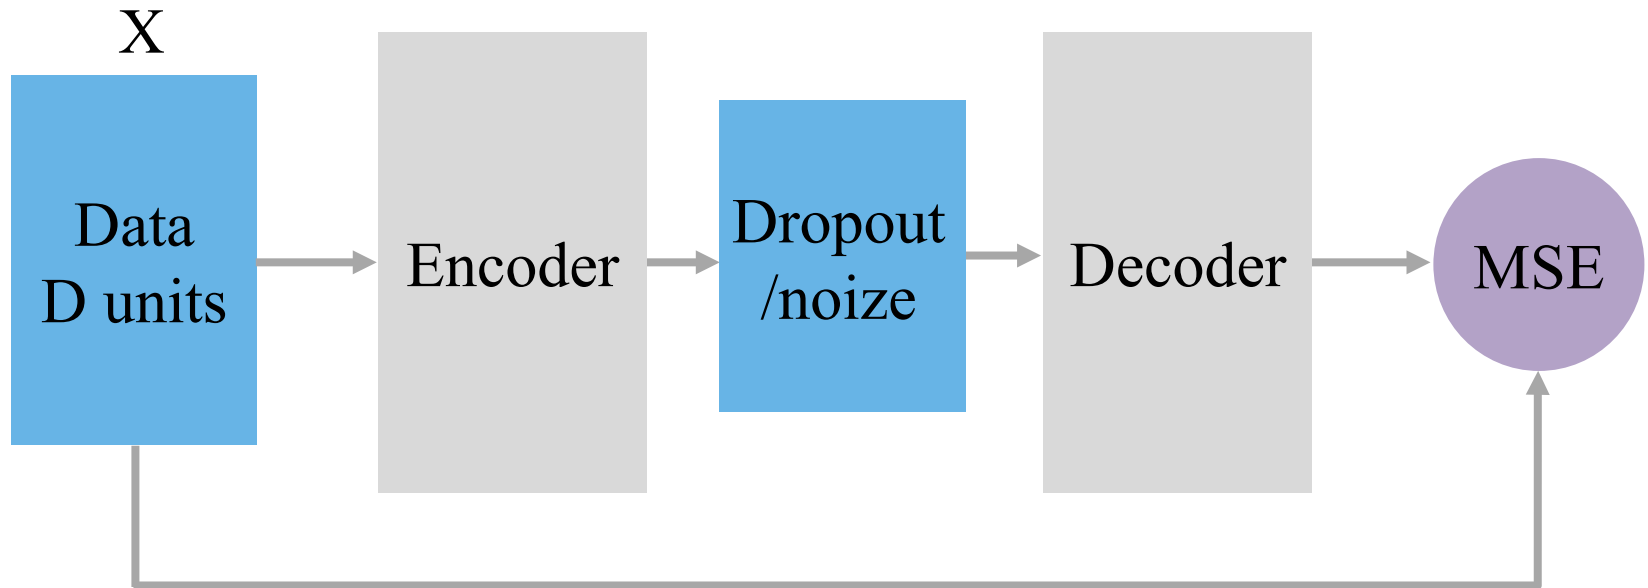 X
Data
D units
Encoder
Dropout
/noize
Decoder
MSE